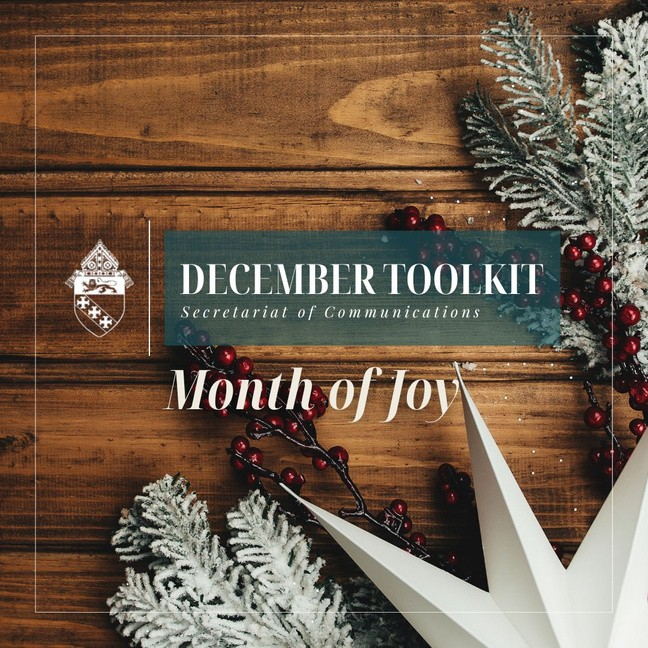 DECEMBER TOOLKIT
Secretariat of Communications
Month of Joy